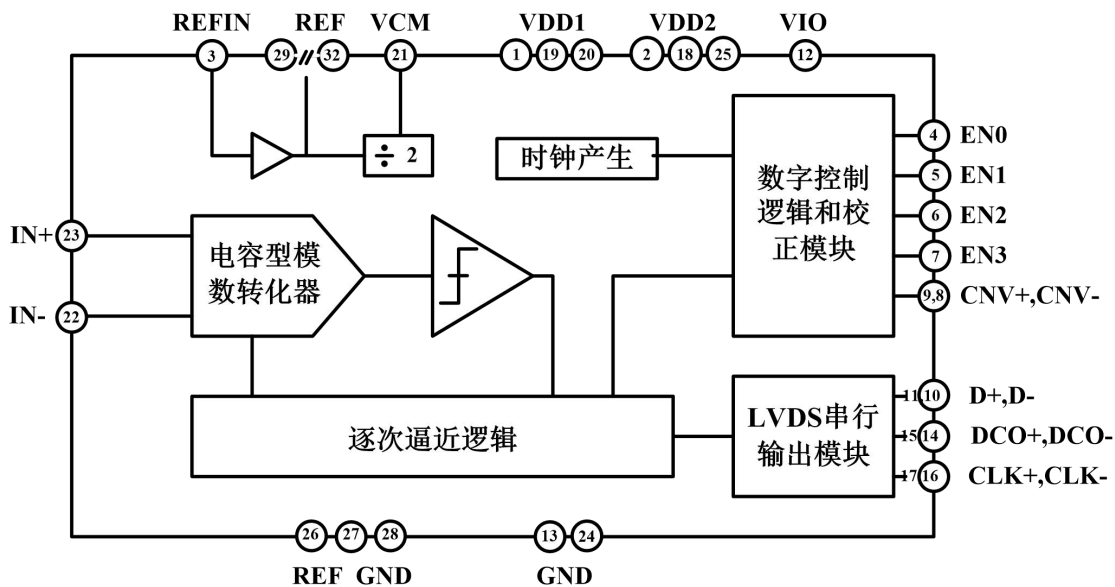 REFIN REF VCM VDD1 VDD2 VIO
3 29 32 21 1 19 20 2 18 25 12
÷ 2
时钟产生
数字控制
逻辑和校
正模块
4 EN0
5 EN1
6 EN2
7 EN3
9,8 CNV+,CNV-
IN+ 23
IN- 22
电容型模
数转化器
逐次逼近逻辑
LVDS串行
输出模块
11 10 D+,D-
15 14 DCO+,DCO-
17 16 CLK+,CLK-
26 27 28 13 24
REF GND GND